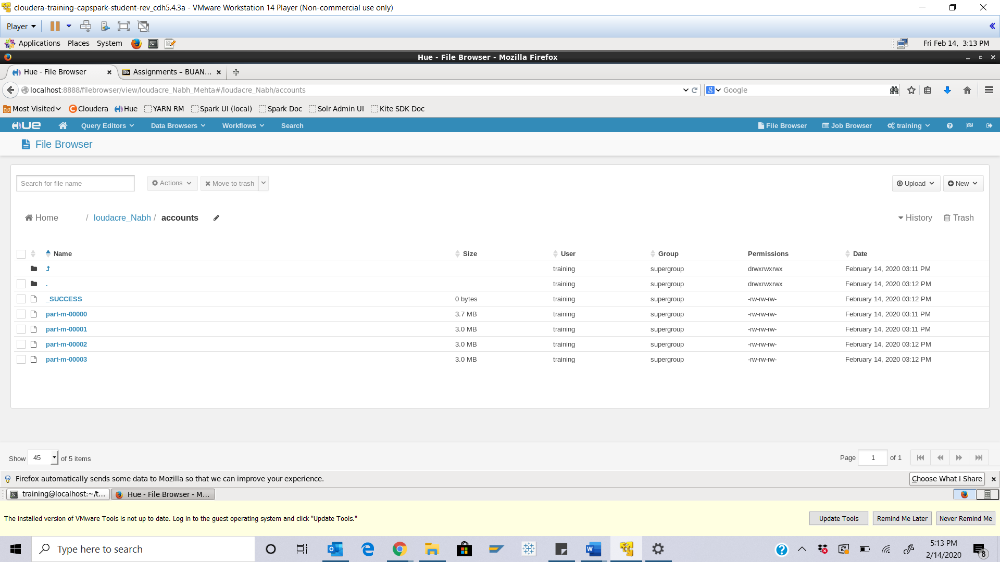 cloudera-training-capspark-student-rev_cdh5.4.3a - VMware Workstation 14 Player (Non-commercial use only)
Player
Applications Places System Fri Feb 14, 3:13 PM
Hue - File Browser - Mozilla Firefox
Hue - File Browser Assignments – BUAN...
localhost:8888/filebrowser/view/loudacre_Nabh_Mehta#/loudacre_Nabh/accounts Google
Most Visited Cloudera Hue YARN RM Spark UI (local) Spark Doc Solr Admin UI Kite SDK Doc
HUE Query Editors Data Browsers Workflows Search File Browser Job Browser training
File Browser
Search for file name Actions Move to trash Upload New
Home / loudacre_Nabh / accounts History Trash
Name Size User Group Permissions Date
training supergroup drwxrwxrwx February 14, 2020 03:11 PM
. training supergroup drwxrwxrwx February 14, 2020 03:12 PM
_SUCCESS 0 bytes training supergroup -rw-rw-rw- February 14, 2020 03:12 PM
part-m-00000 3.7 MB training supergroup -rw-rw-rw- February 14, 2020 03:11 PM
part-m-00001 3.0 MB training supergroup -rw-rw-rw- February 14, 2020 03:11 PM
part-m-00002 3.0 MB training supergroup -rw-rw-rw- February 14, 2020 03:12 PM
part-m-00003 3.0 MB training supergroup -rw-rw-rw- February 14, 2020 03:12 PM
Show 45 of 5 items Page 1 of 1
Firefox automatically sends some data to Mozilla so that we can improve your experience. Choose What I Share
training@localhost:~/t... Hue - File Browser - M...
The installed version of VMware Tools is not up to date. Log in to the guest operating system and click "Update Tools." Update Tools Remind Me Later Never Remind Me
Type here to search 5:13 PM
2/14/2020 8